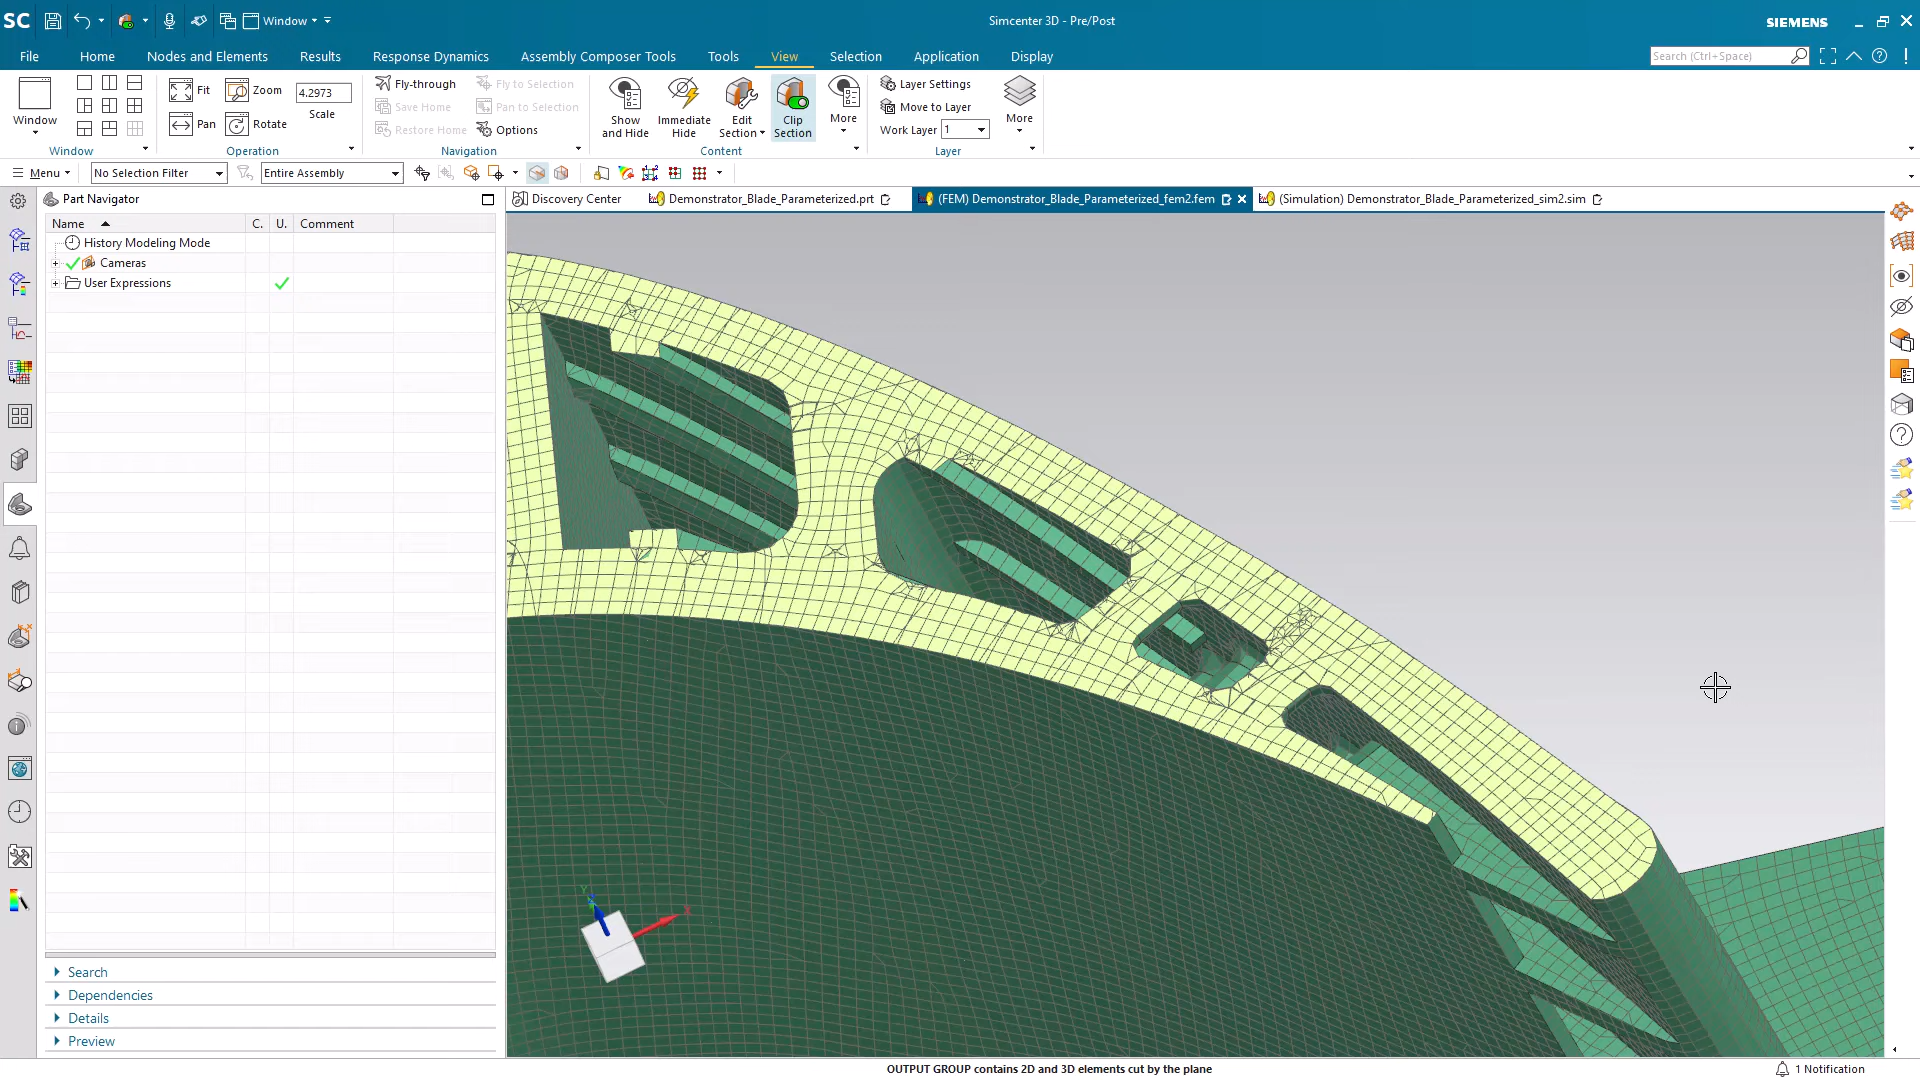 SC Window Simcenter 3D - Pre/Post SIEMENS
File Home Nodes and Elements Results Response Dynamics Assembly Composer Tools Tools View Selection Application Display Search (Ctrl+Space)
Window
Fit Zoom 4.2973
Pan Rotate Scale
Fly-through Fly to Selection
Save Home Pan to Selection
Restore Home Options
Show and Hide
Immediate Hide
Edit Section
Clip Section
More
Layer Settings
Move to Layer
Work Layer 1
More
Window Operation Navigation Content Layer
Menu No Selection Filter Entire Assembly
Part Navigator
Discovery Center Demonstrator_Blade_Parameterized.prt (FEM) Demonstrator_Blade_Parameterized_fem2.fem (Simulation) Demonstrator_Blade_Parameterized_sim2.sim
Name C. U. Comment
History Modeling Mode
Cameras
User Expressions
Y
X
Search
Dependencies
Details
Preview
OUTPUT GROUP contains 2D and 3D elements cut by the plane
1 Notification